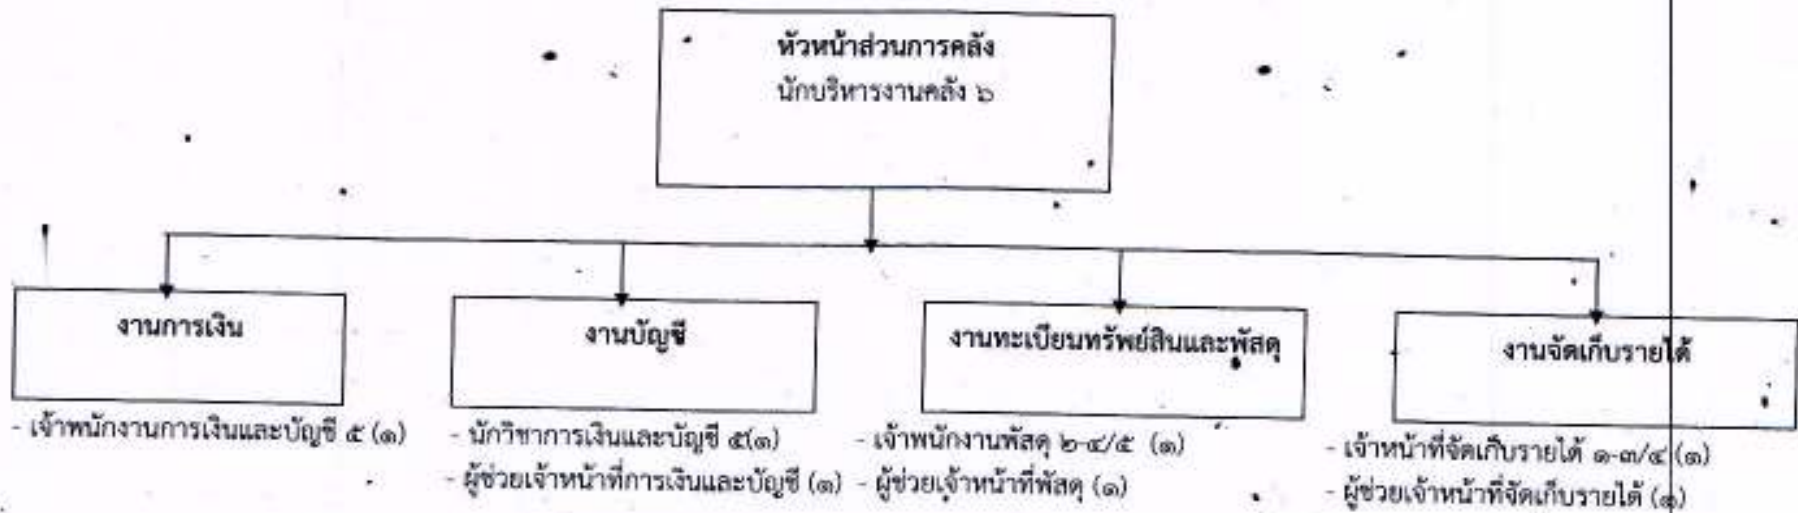 หัวหน้าส่วนการคลัง
นักบริหารงานคลัง ๖
งานการเงิน
- เจ้าพนักงานการเงินและบัญชี ๕ (๑)
งานบัญชี
- นักวิชาการเงินและบัญชี ๕(๑)
- ผู้ช่วยเจ้าหน้าที่การเงินและบัญชี (๑)
งานทะเบียนทรัพย์สินและพัสดุ
- เจ้าพนักงานพัสดุ ๒-๔/๕ (๑)
- ผู้ช่วยเจ้าหน้าที่พัสดุ (๑)
งานจัดเก็บรายได้
- เจ้าหน้าที่จัดเก็บรายได้ ๑-๓/๔ (๑)
- ผู้ช่วยเจ้าหน้าที่จัดเก็บรายได้ (๑)